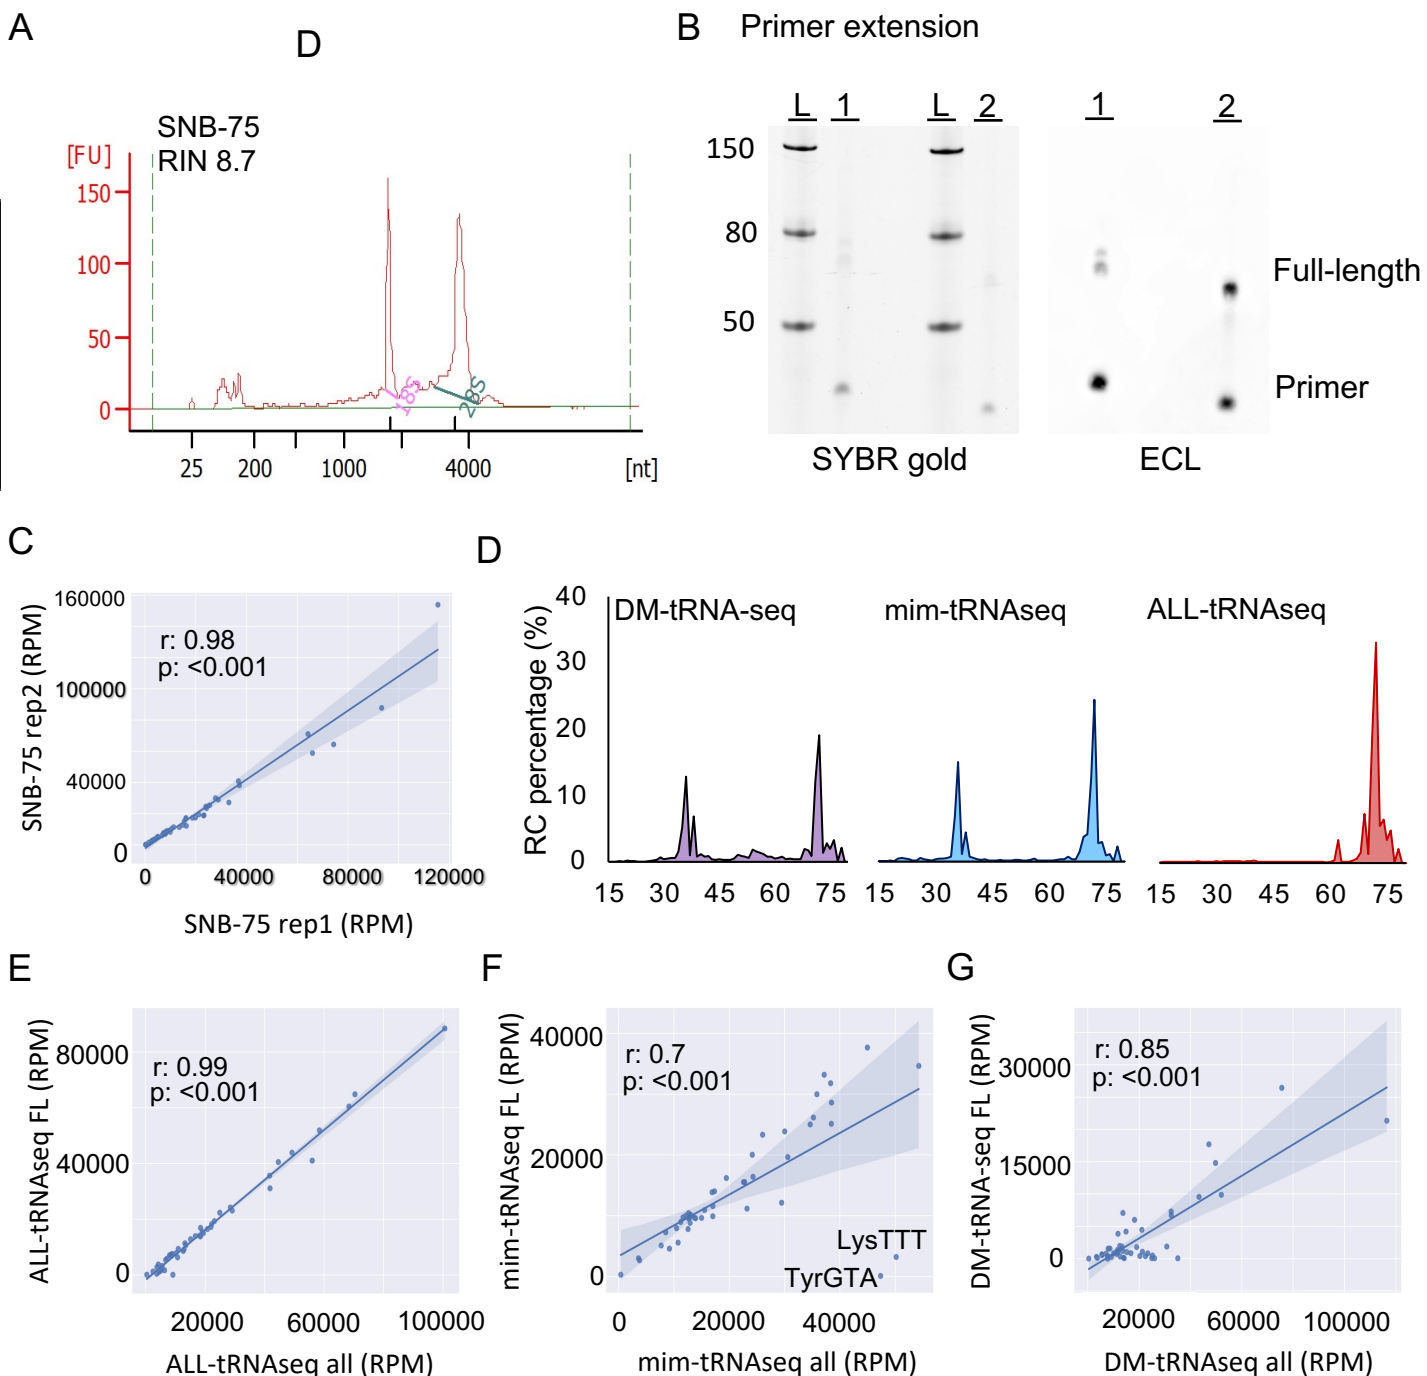 A
D
SNB-75
RIN 8.7
[FU]
150
100
50
0
18S
28S
25 200 1000 4000 [nt]
B Primer extension
L 1 L 2 1 2
150
80
50
Full-length
Primer
SYBR gold ECL
C
SNB-75 rep2 (RPM)
160000
100000
40000
0
r: 0.98
p: <0.001
0 40000 80000 120000
SNB-75 rep1 (RPM)
D
RC percentage (%)
40
30
20
10
0
DM-tRNA-seq mim-tRNAseq ALL-tRNAseq
15 30 45 60 75 15 30 45 60 75 15 30 45 60 75
E
ALL-tRNAseq FL (RPM)
80000
40000
0
r: 0.99
p: <0.001
20000 60000 100000
ALL-tRNAseq all (RPM)
F
mim-tRNAseq FL (RPM)
40000
20000
0
r: 0.7
p: <0.001
LysTTT
TyrGTA
0 20000 40000
mim-tRNAseq all (RPM)
G
DM-tRNA-seq FL (RPM)
30000
15000
0
r: 0.85
p: <0.001
20000 60000 100000
DM-tRNAseq all (RPM)